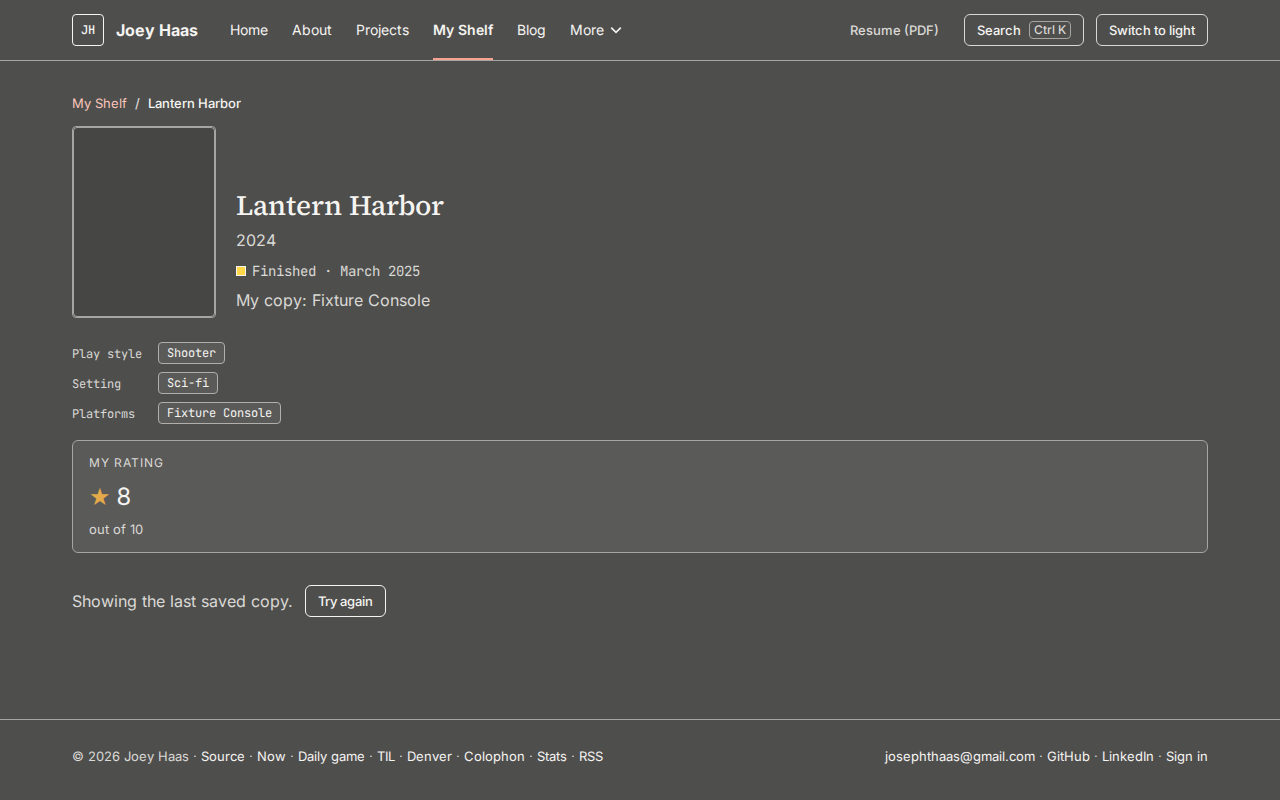 JH Joey Haas Home About Projects My Shelf Blog More Resume (PDF) Search Ctrl K Switch to light
My Shelf / Lantern Harbor
Lantern Harbor
2024
Finished · March 2025
My copy: Fixture Console
Play style Shooter
Setting Sci-fi
Platforms Fixture Console
MY RATING
★ 8
out of 10
Showing the last saved copy. Try again
© 2026 Joey Haas · Source · Now · Daily game · TIL · Denver · Colophon · Stats · RSS josephthaas@gmail.com · GitHub · LinkedIn · Sign in